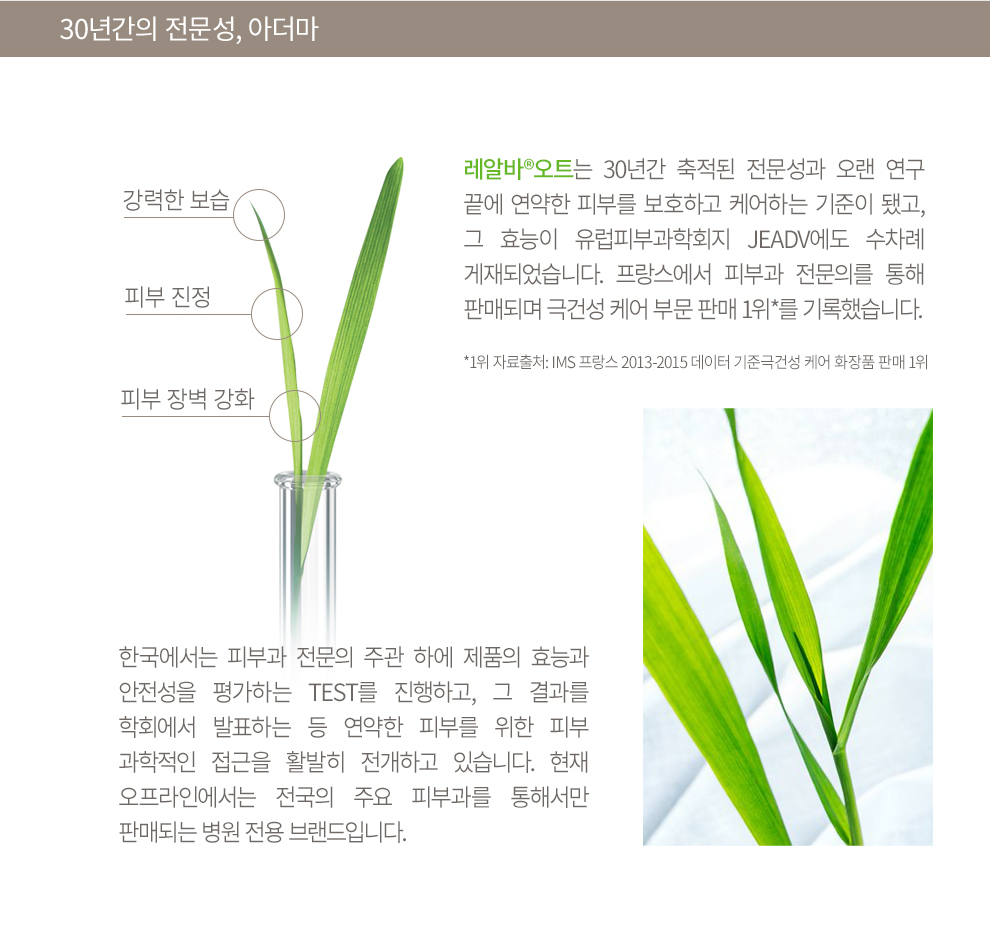 30년간의 전문성, 아더마
강력한 보습
피부 진정
피부 장벽 강화
레알바®오트는 30년간 축적된 전문성과 오랜 연구
끝에 연약한 피부를 보호하고 케어하는 기준이 됐고,
그 효능이 유럽피부과학회지 JEADV에도 수차례
게재되었습니다. 프랑스에서 피부과 전문의를 통해
판매되며 극건성 케어 부문 판매 1위*를 기록했습니다.
*1위 자료출처: IMS 프랑스 2013-2015 데이터 기준극건성 케어 화장품 판매 1위
한국에서는 피부과 전문의 주관 하에 제품의 효능과
안전성을 평가하는 TEST를 진행하고, 그 결과를
학회에서 발표하는 등 연약한 피부를 위한 피부
과학적인 접근을 활발히 전개하고 있습니다. 현재
오프라인에서는 전국의 주요 피부과를 통해서만
판매되는 병원 전용 브랜드입니다.